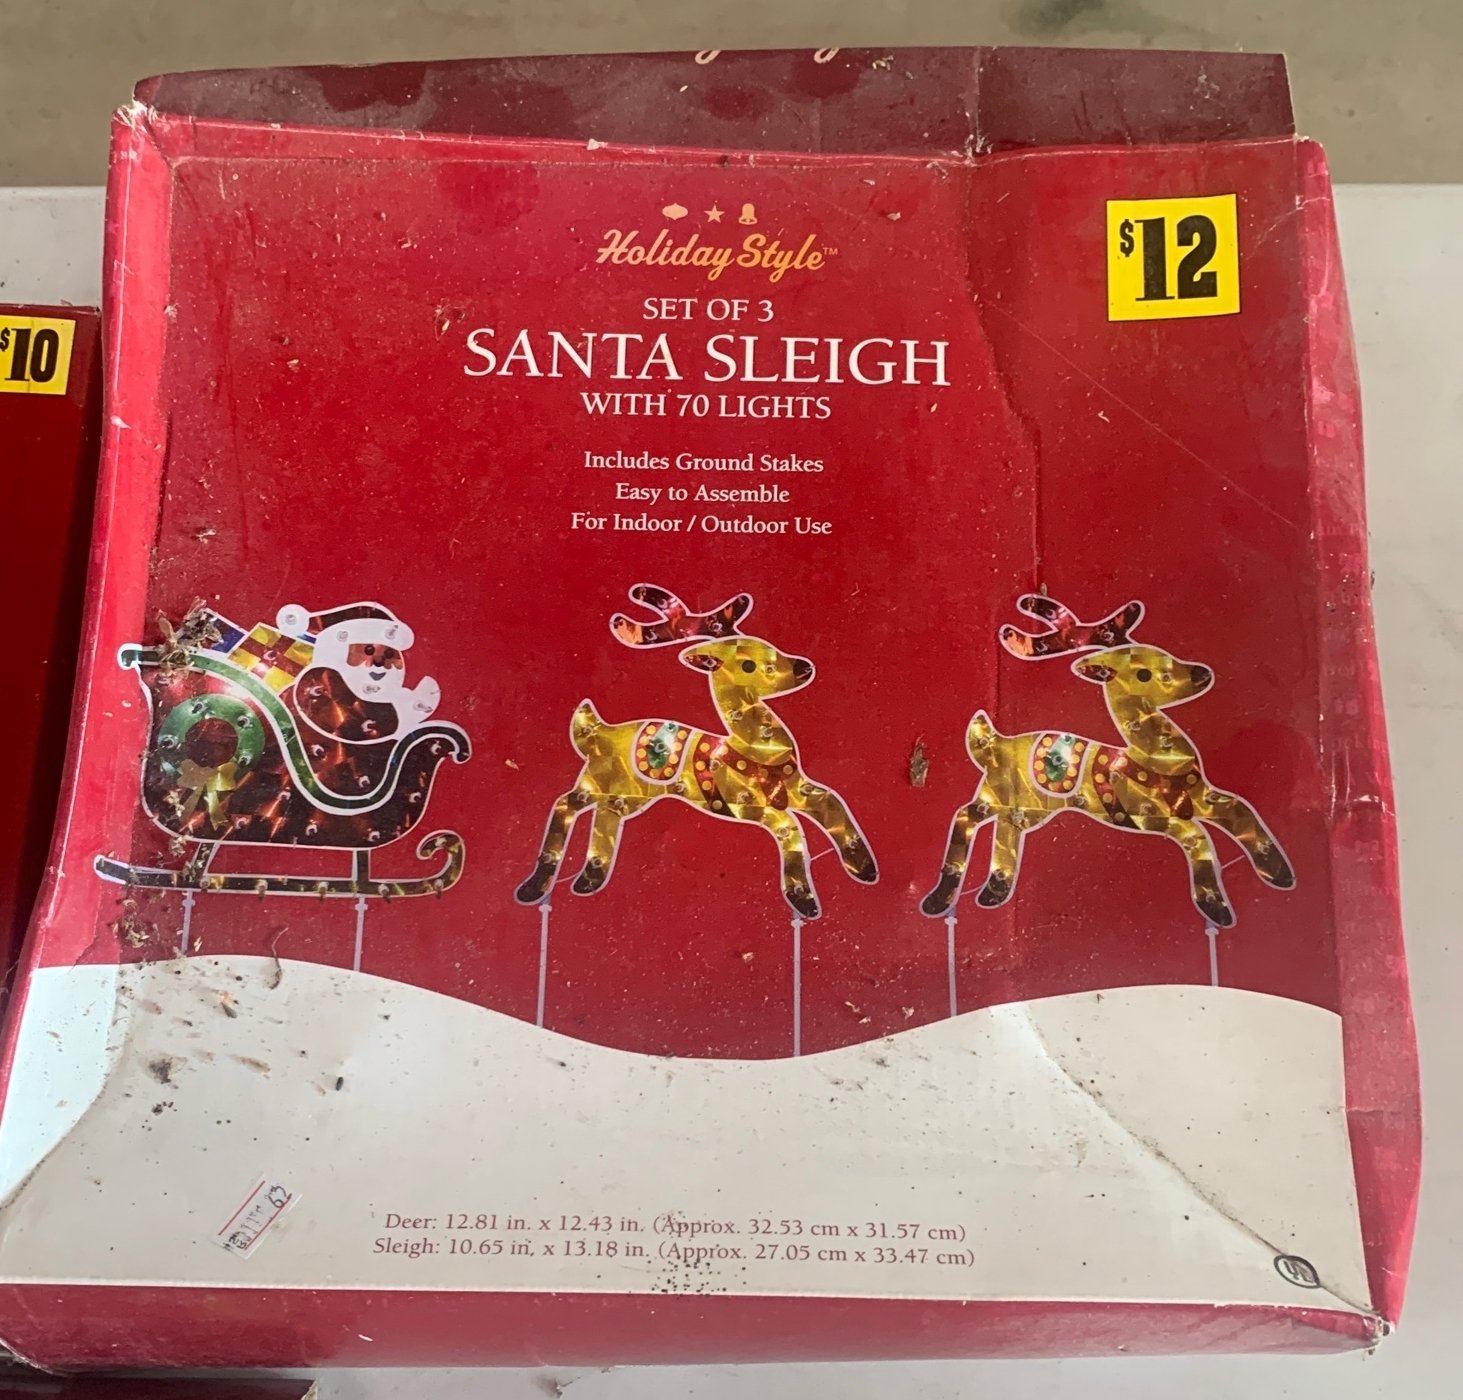 $10
$12
Holiday Style™
SET OF 3
SANTA SLEIGH
WITH 70 LIGHTS
Includes Ground Stakes
Easy to Assemble
For Indoor / Outdoor Use
Deer: 12.81 in. x 12.43 in. (Approx. 32.53 cm x 31.57 cm)
Sleigh: 10.65 in. x 13.18 in. (Approx. 27.05 cm x 33.47 cm)